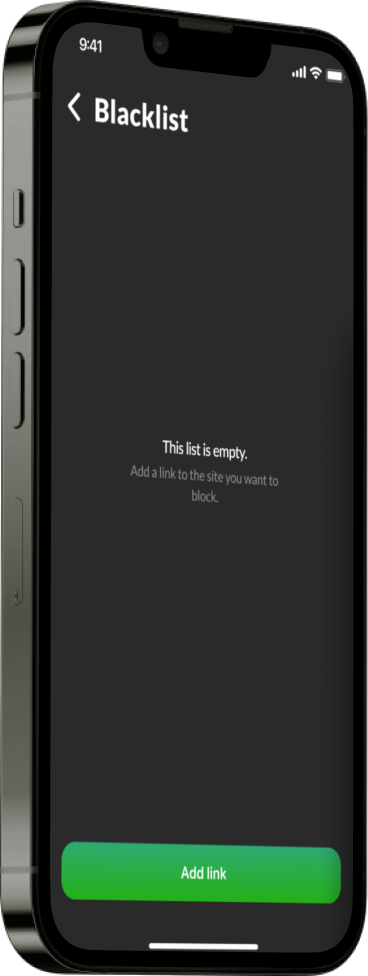 9:41
Blacklist
This list is empty.
Add a link to the site you want to
block.
Add link